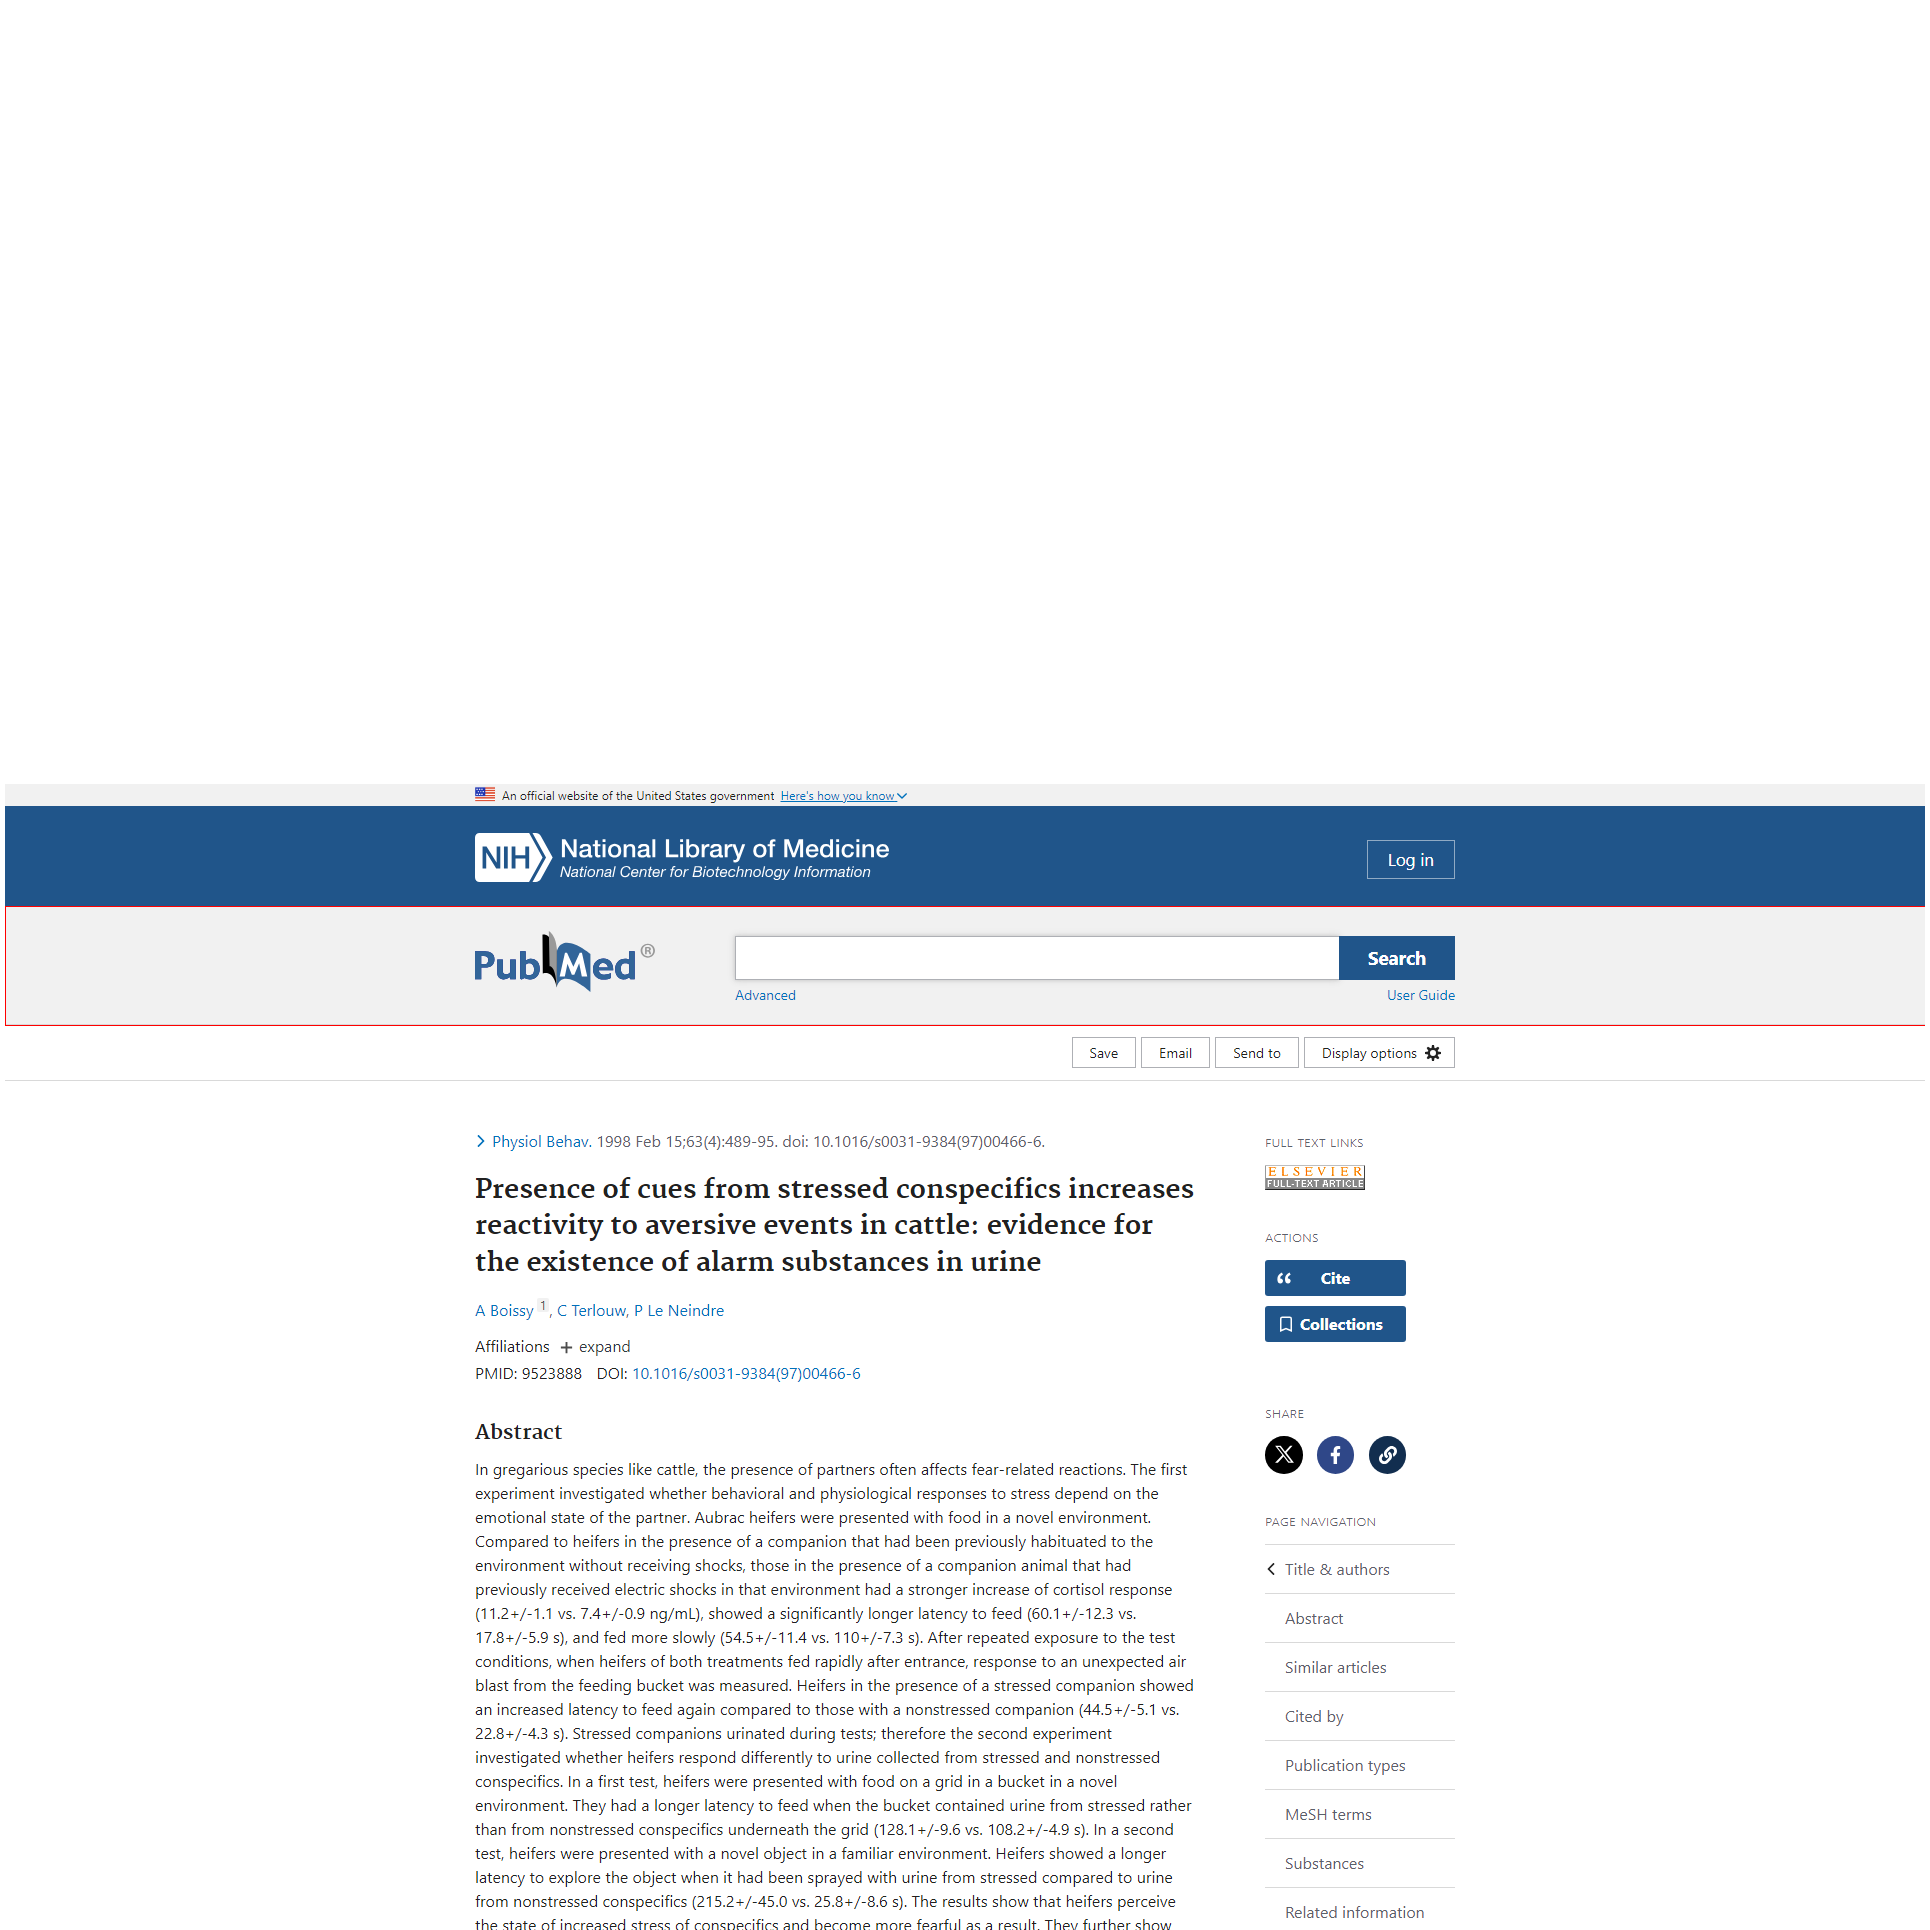 An official website of the United States government Here's how you know
NIH National Library of Medicine
National Center for Biotechnology Information
Log in
PubMed®
Search
Advanced
User Guide
Save
Email
Send to
Display options
Physiol Behav. 1998 Feb 15;63(4):489-95. doi: 10.1016/s0031-9384(97)00466-6.
Presence of cues from stressed conspecifics increases
reactivity to aversive events in cattle: evidence for
the existence of alarm substances in urine
A Boissy 1, C Terlouw, P Le Neindre
Affiliations + expand
PMID: 9523888 DOI: 10.1016/s0031-9384(97)00466-6
Abstract
In gregarious species like cattle, the presence of partners often affects fear-related reactions. The first
experiment investigated whether behavioral and physiological responses to stress depend on the
emotional state of the partner. Aubrac heifers were presented with food in a novel environment.
Compared to heifers in the presence of a companion that had been previously habituated to the
environment without receiving shocks, those in the presence of a companion animal that had
previously received electric shocks in that environment had a stronger increase of cortisol response
(11.2+/-1.1 vs. 7.4+/-0.9 ng/mL), showed a significantly longer latency to feed (60.1+/-12.3 vs.
17.8+/-5.9 s), and fed more slowly (54.5+/-11.4 vs. 110+/-7.3 s). After repeated exposure to the test
conditions, when heifers of both treatments fed rapidly after entrance, response to an unexpected air
blast from the feeding bucket was measured. Heifers in the presence of a stressed companion showed
an increased latency to feed again compared to those with a nonstressed companion (44.5+/-5.1 vs.
22.8+/-4.3 s). Stressed companions urinated during tests; therefore the second experiment
investigated whether heifers respond differently to urine collected from stressed and nonstressed
conspecifics. In a first test, heifers were presented with food on a grid in a bucket in a novel
environment. They had a longer latency to feed when the bucket contained urine from stressed rather
than from nonstressed conspecifics underneath the grid (128.1+/-9.6 vs. 108.2+/-4.9 s). In a second
test, heifers were presented with a novel object in a familiar environment. Heifers showed a longer
latency to explore the object when it had been sprayed with urine from stressed compared to urine
from nonstressed conspecifics (215.2+/-45.0 vs. 25.8+/-8.6 s). The results show that heifers perceive
the state of increased stress of conspecifics and become more fearful as a result. They further show
FULL TEXT LINKS
ELSEVIER
FULL-TEXT ARTICLE
ACTIONS
Cite
Collections
SHARE
PAGE NAVIGATION
Title & authors
Abstract
Similar articles
Cited by
Publication types
MeSH terms
Substances
Related information